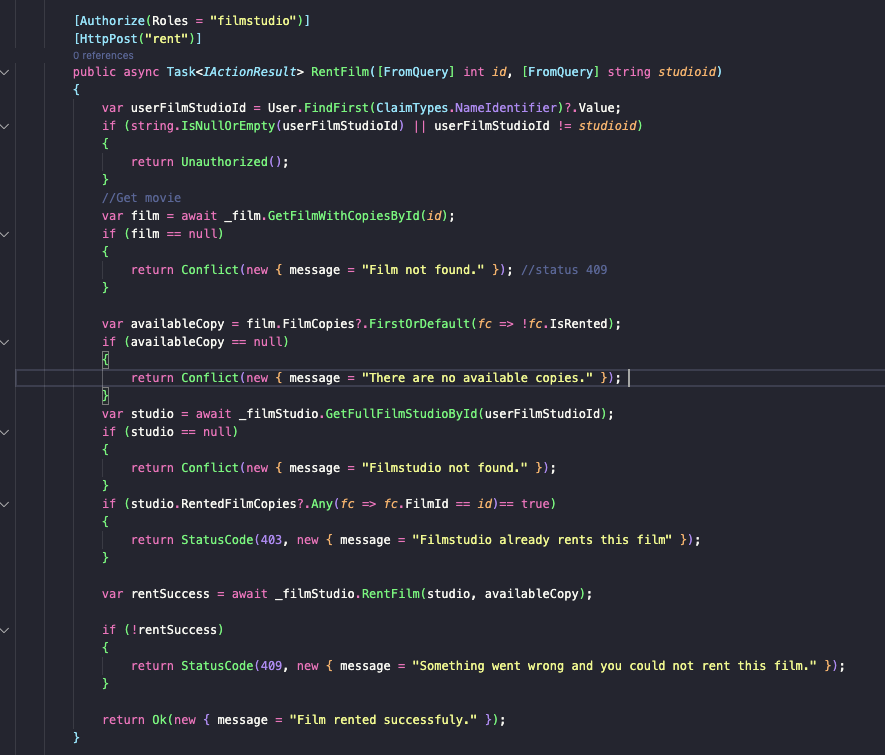 [Authorize(Roles = "filmstudio")]
[HttpPost("rent")]
0 references
public async Task<IActionResult> RentFilm([FromQuery] int id, [FromQuery] string studioid)
{
var userFilmStudioId = User.FindFirst(ClaimTypes.NameIdentifier)?.Value;
if (string.IsNullOrEmpty(userFilmStudioId) || userFilmStudioId != studioid)
{
return Unauthorized();
}
//Get movie
var film = await _film.GetFilmWithCopiesById(id);
if (film == null)
{
return Conflict(new { message = "Film not found." }); //status 409
}
var availableCopy = film.FilmCopies?.FirstOrDefault(fc => !fc.IsRented);
if (availableCopy == null)
{
return Conflict(new { message = "There are no available copies." });
}
var studio = await _filmStudio.GetFullFilmStudioById(userFilmStudioId);
if (studio == null)
{
return Conflict(new { message = "Filmstudio not found." });
}
if (studio.RentedFilmCopies?.Any(fc => fc.FilmId == id)== true)
{
return StatusCode(403, new { message = "Filmstudio already rents this film" });
}
var rentSuccess = await _filmStudio.RentFilm(studio, availableCopy);
if (!rentSuccess)
{
return StatusCode(409, new { message = "Something went wrong and you could not rent this film." });
}
return Ok(new { message = "Film rented successfuly." });
}